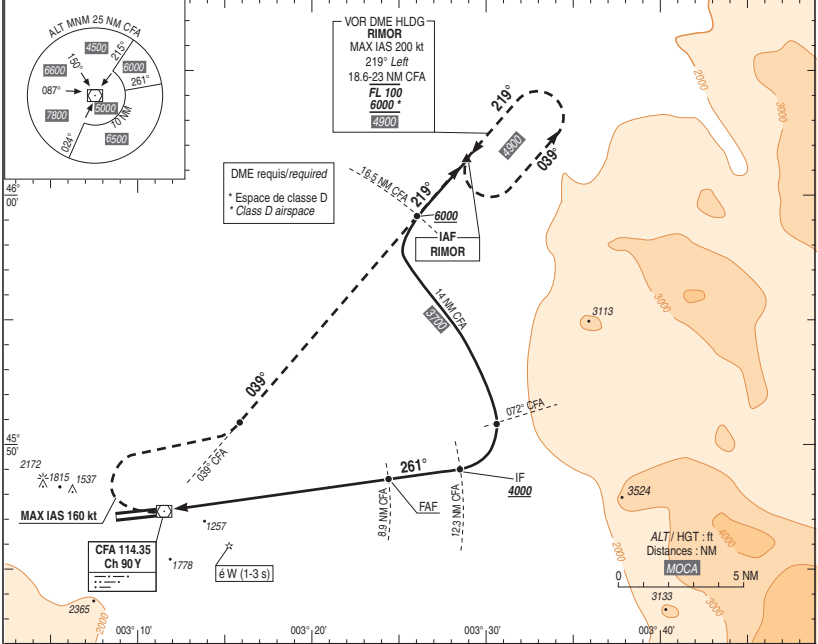 ALT MNM 25 NM CFA
4500
215°
150°
6600
6000
261°
087°
5000
7800
70 NM
024°
6500
VOR DME HLDG
RIMOR
MAX IAS 200 kt
219° Left
18.6-23 NM CFA
FL 100
6000 *
4900
DME requis/required
* Espace de classe D
* Class D airspace
219°
4900
039°
16.5 NM CFA
219°
6000
IAF
RIMOR
14 NM CFA
3700
039°
039° CFA
072° CFA
261°
IF
4000
FAF
8.9 NM CFA
12.3 NM CFA
2172
1815
1537
MAX IAS 160 kt
CFA 114.35
Ch 90 Y
1257
1778
é W (1-3 s)
2365
2000
2000
3000
3000
3113
3524
2000
4000
3000
3133
ALT / HGT : ft
Distances : NM
MOCA
0
5 NM
46°
00'
45°
50'
003° 10'
003° 20'
003° 30'
003° 40'